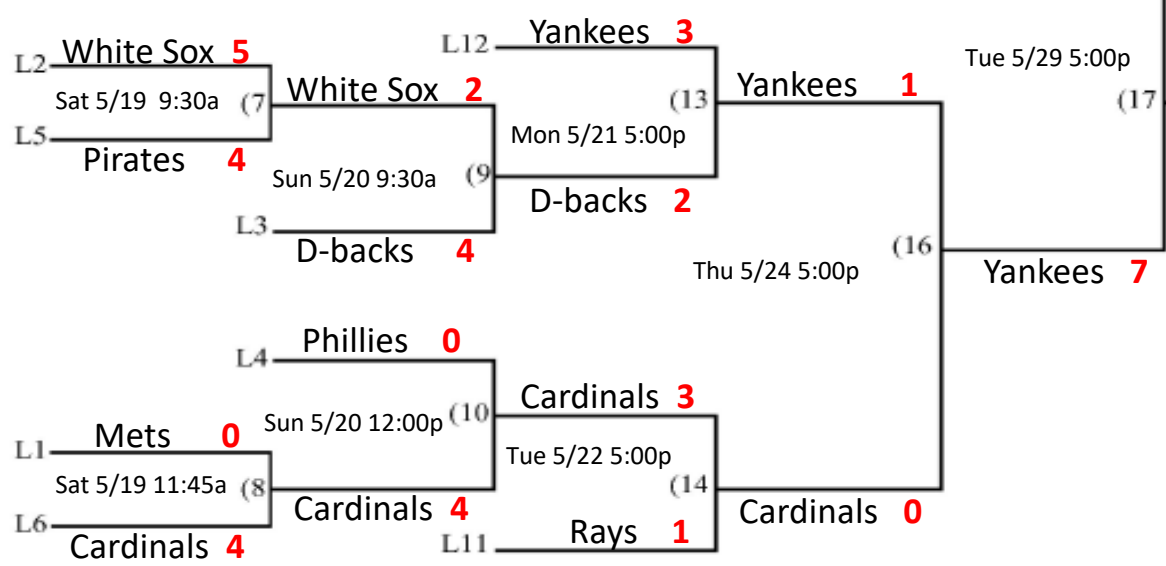 Yankees 3
L12
White Sox 5
L2
Tue 5/29 5:00p
Sat 5/19 9:30a (7
White Sox 2
(13
Yankees 1
(17
L5
Pirates 4
Mon 5/21 5:00p
Sun 5/20 9:30a (9
D-backs 2
L3
D-backs 4
Thu 5/24 5:00p
(16
Yankees 7
Phillies 0
L4
Cardinals 3
Sun 5/20 12:00p (10
Mets 0
L1
Tue 5/22 5:00p
Sat 5/19 11:45a (8
(14
Cardinals 4
Cardinals 0
L6
Cardinals 4
Rays 1
L11